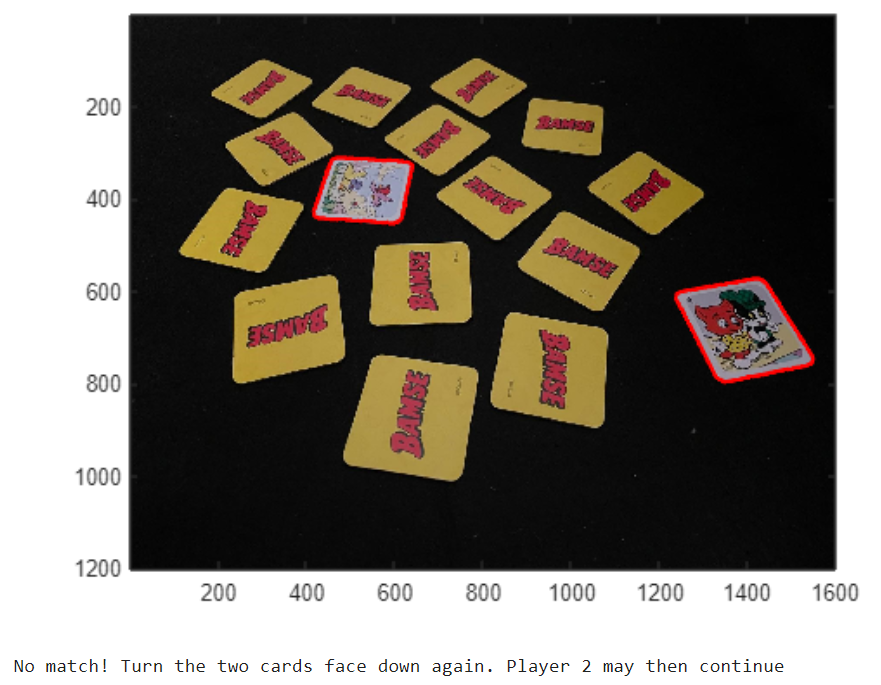 BAMSE
BAMSE
BAMSE
BAMSE
BAMSE
BAMSE
BAMSE
BAMSE
BAMSE
BAMSE
BAMSE
BAMSE
BAMSE
BAMSE
200
400
600
800
1000
1200
200 400 600 800 1000 1200 1400 1600
No match! Turn the two cards face down again. Player 2 may then continue